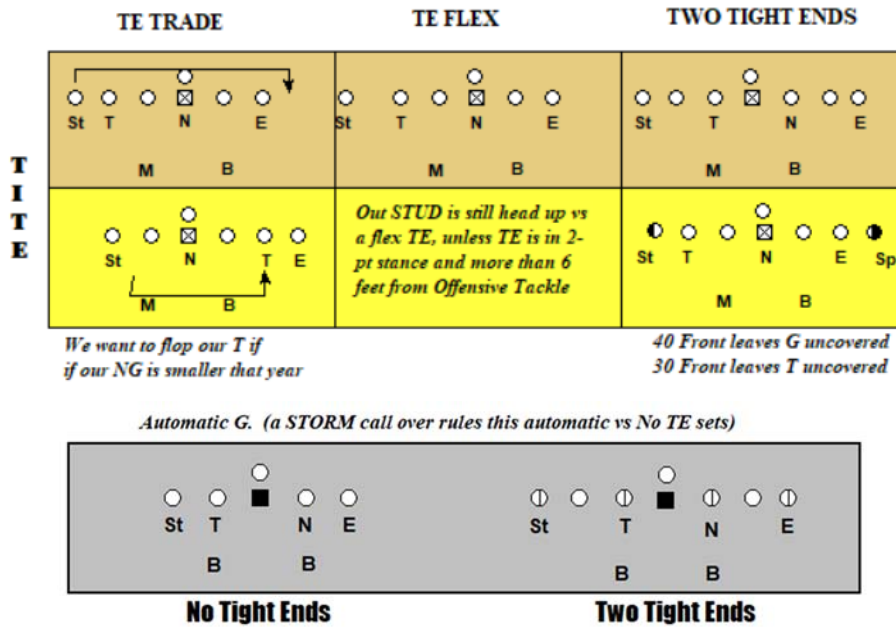 TE TRADE TE FLEX TWO TIGHT ENDS
St T N E St T N E St T N E
M B M B M B
TITE
St N T E
M B
Out STUD is still head up vs
a flex TE, unless TE is in 2-
pt stance and more than 6
feet from Offensive Tackle
St T N E Sp
M B
We want to flop our T if
if our NG is smaller that year
40 Front leaves G uncovered
30 Front leaves T uncovered
Automatic G. (a STORM call over rules this automatic vs No TE sets)
St T N E St T N E
B B B B
No Tight Ends Two Tight Ends